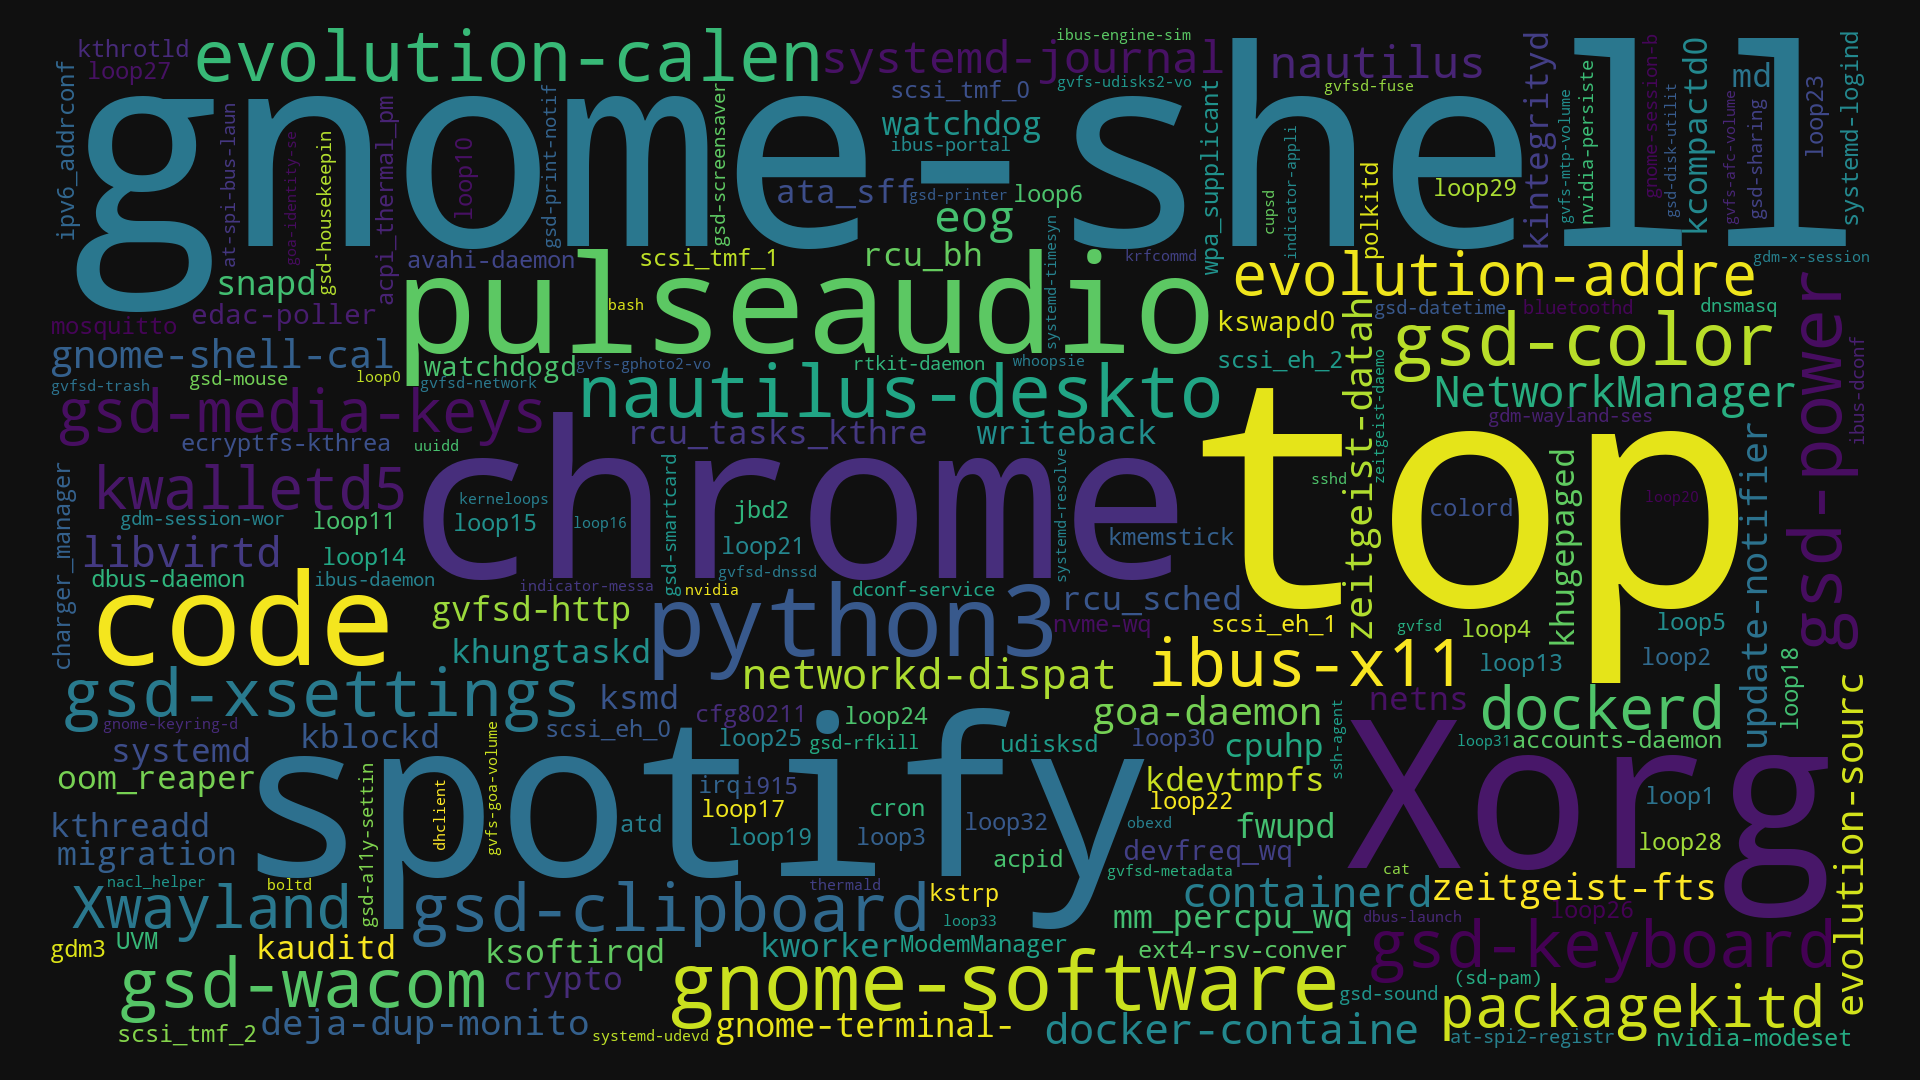 ibus-engine-sim
kthrotld
evolution-calen
systemd-journal
nautilus
loop27
gvfs-udisks2-vo
gvfsd-fuse
scsi_tmf_0
md
gnome-shell
ipv6_addrconf
at-spi-bus-laun
goa-identity-se
gsd-housekeepin
acpi_thermal_pm
loop10
gsd-print-notif
gsd-screensaver
watchdog
ibus-portal
ata_sff
gsd-printer
loop6
eog
wpa_supplicant
cupsd
indicator-appli
polkitd
loop29
kintegrityd
gvfs-mtp-volume
nvidia-persiste
gnome-session-b
gsd-disk-utilit
kcompactd0
gvfs-afc-volume
gsd-sharing
loop23
systemd-logind
avahi-daemon
scsi_tmf_1
rcu_bh
systemd-timesyn
krfcommd
gdm-x-session
snapd
pulseaudio
evolution-addre
bash
mosquitto
edac-poller
kswapd0
zeitgeist-datah
gsd-datetime
bluetoothd
dnsmasq
gsd-power
gnome-shell-cal
gsd-color
watchdogd
gvfs-gphoto2-vo
rtkit-daemon
whoopsie
scsi_eh_2
zeitgeist-daemo
ibus-dconf
gvfsd-trash
gsd-mouse
loop0
gvfsd-network
nautilus-deskto
NetworkManager
gsd-media-keys
gdm-wayland-ses
top
ecryptfs-kthrea
uuidd
rcu_tasks_kthre
writeback
chrome
charger_manager
kwalletd5
gsd-smartcard
systemd-resolve
sshd
khugepaged
loop20
update-notifier
kerneloops
colord
gdm-session-wor
loop11
loop15
loop16
jbd2
libvirtd
loop14
loop21
kmemstick
dbus-daemon
ibus-daemon
gvfsd-dnssd
indicator-messa
nvidia
dconf-service
code
gvfsd-http
python3
rcu_sched
nvme-wq
scsi_eh_1
gvfsd
loop4
loop5
khungtaskd
networkd-dispat
ibus-x11
loop13
loop2
loop18
gsd-xsettings
ksmd
netns
dockerd
evolution-sourc
gnome-keyring-d
scsi_eh_0
cfg80211
loop24
goa-daemon
ssh-agent
systemd
kblockd
gvfs-goa-volume
loop25
gsd-rfkill
udisksd
loop30
cpuhp
loop31
accounts-daemon
spotify
Xorg
oom_reaper
gsd-a11y-settin
dhclient
irqi915
kdevtmpfs
loop17
cron
loop22
loop1
kthreadd
atd
loop19
loop3
loop32
obexd
fwupd
loop28
migration
acpid
devfreq_wq
nacl_helper
boltd
thermald
gvfsd-metadata
cat
Xwayland
gsd-clipboard
kstrp
containerd
zeitgeist-fts
loop33
mm_percpu_wq
dbus-launch
loop26
gdm3
UVM
kauditd
ksoftirqd
kworker
ModemManager
ext4-rsv-conver
gsd-keyboard
gsd-wacom
crypto
gnome-software
gsd-sound
(sd-pam)
packagekitd
scsi_tmf_2
deja-dup-monito
systemd-udevd
gnome-terminal-
docker-containe
at-spi2-registr
nvidia-modeset